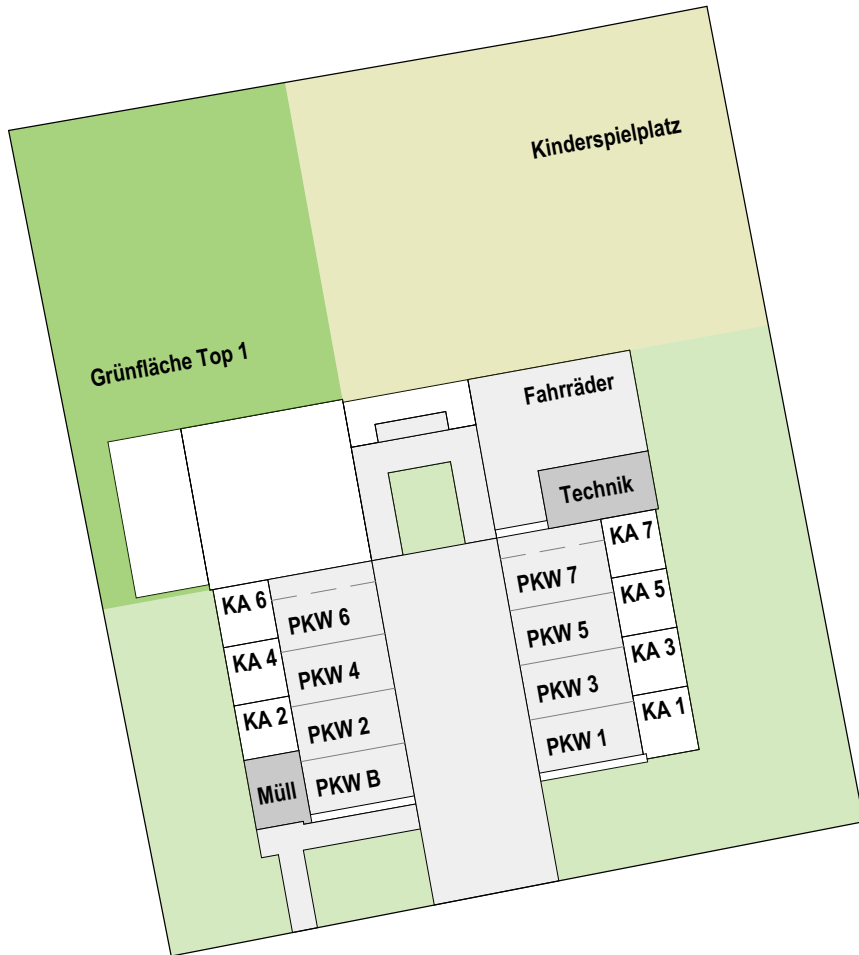 Kinderspielplatz
Grünfläche Top 1
Fahrräder
Technik
KA 7
PKW 7
KA 5
PKW 5
KA 3
PKW 3
KA 1
PKW 1
KA 6
PKW 6
KA 4
PKW 4
KA 2
PKW 2
Müll
PKW B